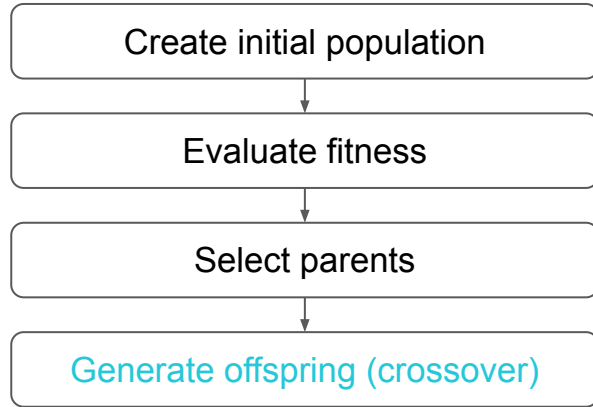 Create initial population
Evaluate fitness
Select parents
Generate offspring (crossover)